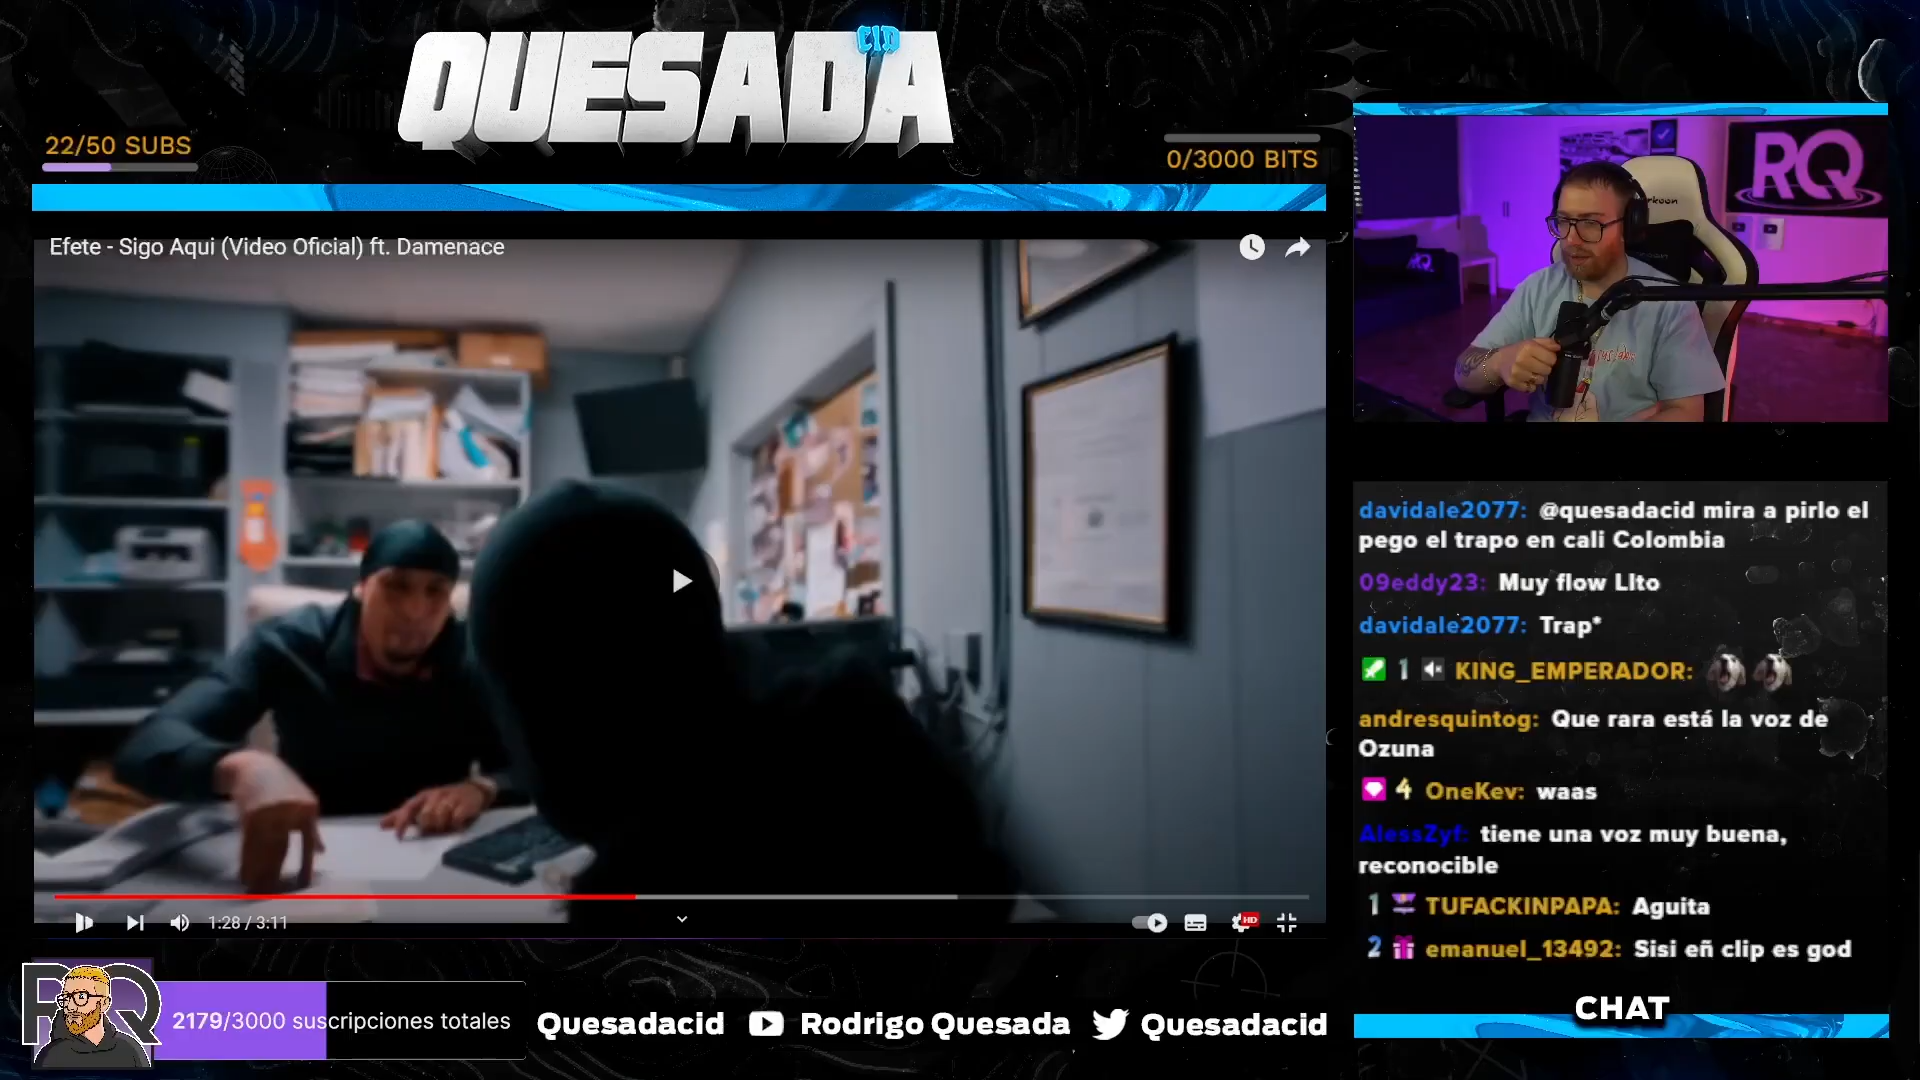 QUESADA
CID
22/50 SUBS
0/3000 BITS
Efete - Sigo Aqui (Video Oficial) ft. Damenace
RQ
RQ
davidale2077: @quesadacid mira a pirlo el
pego el trapo en cali Colombia
09eddy23: Muy flow LIto
davidale2077: Trap*
1 KING_EMPERADOR:
andresquintog: Que rara está la voz de
Ozuna
4 OneKev: waas
AlessZyf: tiene una voz muy buena,
reconocible
1 TUFACKINPAPA: Aguita
2 emanuel_13492: Sisi eñ clip es god
CHAT
1:28 / 3:11
HD
RQ
2179/3000 suscripciones totales
Quesadacid
Rodrigo Quesada
Quesadacid